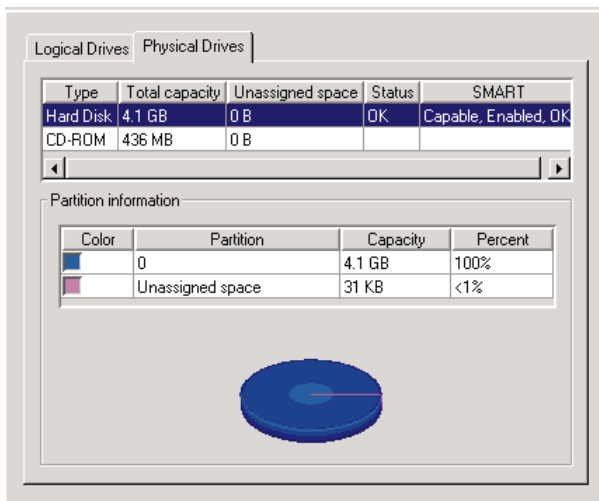 Logical Drives Physical Drives
Type Total capacity Unassigned space Status SMART
Hard Disk 4.1 GB 0 B OK Capable, Enabled, OK
CD-ROM 436 MB 0 B
Partition information
Color Partition Capacity Percent
0 4.1 GB 100%
Unassigned space 31 KB <1%